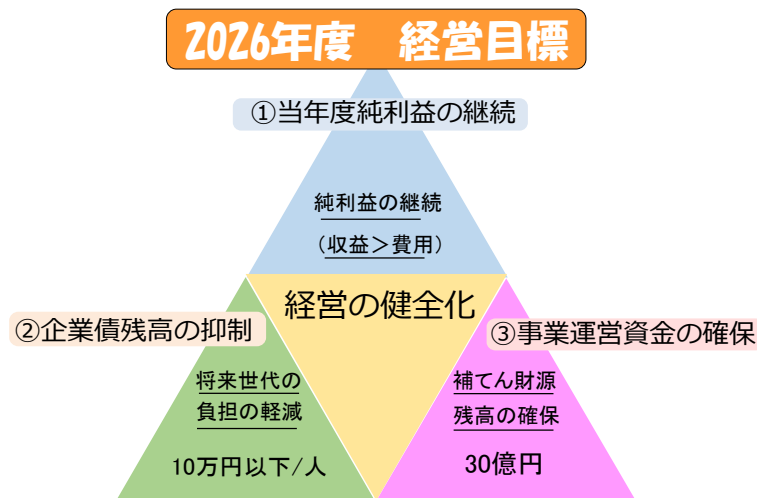 2026年度　経営目標
①当年度純利益の継続
純利益の継続
（収益＞費用）
経営の健全化
②企業債残高の抑制
将来世代の
負担の軽減
10万円以下/人
③事業運営資金の確保
補てん財源
残高の確保
30億円